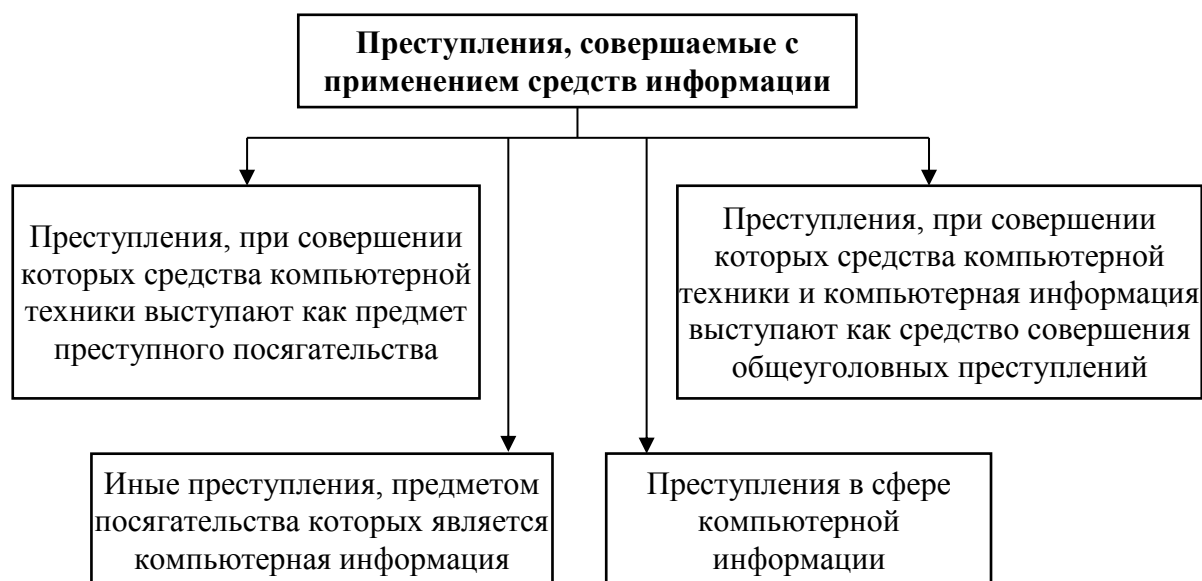 Преступления, совершаемые с
применением средств информации
Преступления, при совершении
которых средства компьютерной
техники выступают как предмет
преступного посягательства
Преступления, при совершении
которых средства компьютерной
техники и компьютерная информация
выступают как средство совершения
общеуголовных преступлений
Иные преступления, предметом
посягательства которых является
компьютерная информация
Преступления в сфере
компьютерной
информации